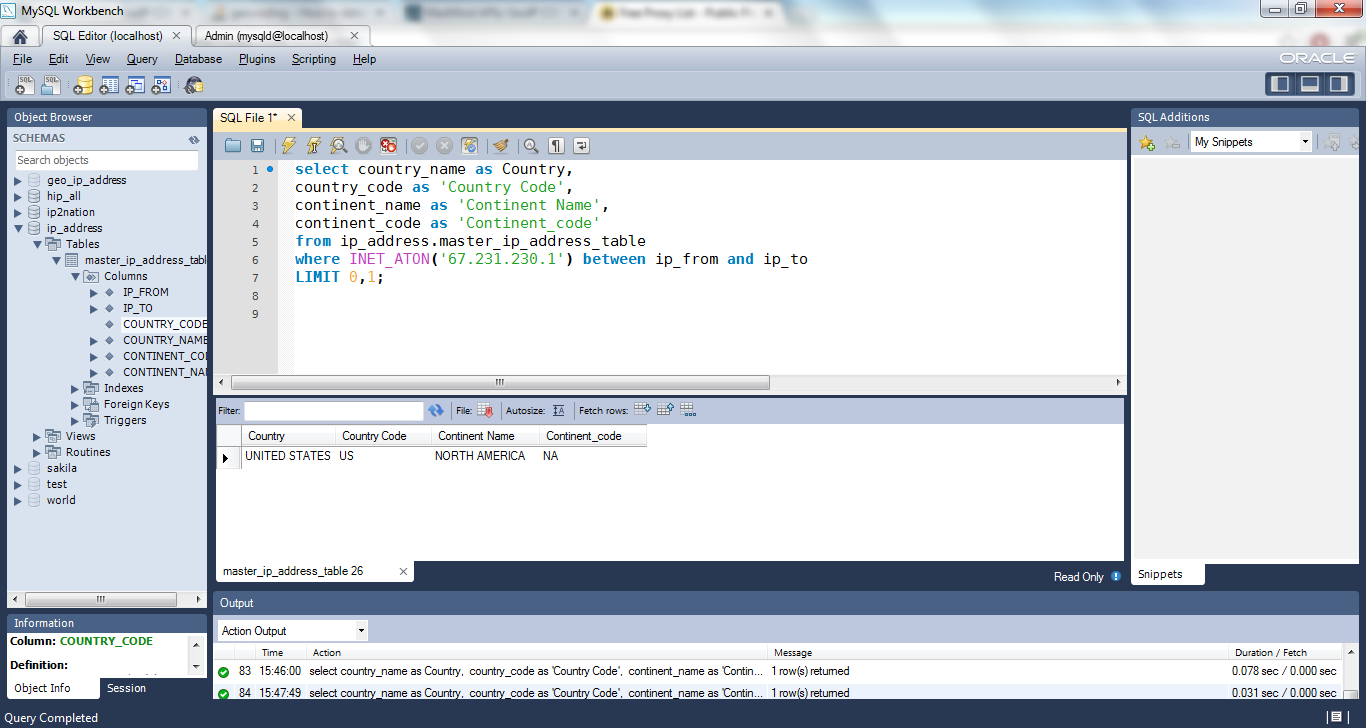 MySQL Workbench
SQL Editor (localhost)
Admin (mysqld@localhost)
File Edit View Query Database Plugins Scripting Help
ORACLE
Object Browser
SCHEMAS
Search objects
geo_ip_address
hip_all
ip2nation
ip_address
Tables
master_ip_address_tabl
Columns
IP_FROM
IP_TO
COUNTRY_CODE
COUNTRY_NAME
CONTINENT_CO
CONTINENT_NA
Indexes
Foreign Keys
Triggers
Views
Routines
sakila
test
world
Information
Column: COUNTRY_CODE
Definition:
Object Info Session
SQL File 1*
1 select country_name as Country,
2 country_code as 'Country Code',
3 continent_name as 'Continent Name',
4 continent_code as 'Continent_code'
5 from ip_address.master_ip_address_table
6 where INET_ATON('67.231.230.1') between ip_from and ip_to
7 LIMIT 0,1;
8
9
Filter: File: Autosize: Fetch rows:
Country Country Code Continent Name Continent_code
UNITED STATES US NORTH AMERICA NA
master_ip_address_table 26
Read Only
SQL Additions
My Snippets
Snippets
Output
Action Output
Time Action Message Duration / Fetch
83 15:46:00 select country_name as Country, country_code as 'Country Code', continent_name as 'Contin... 1 row(s) returned 0.078 sec / 0.000 sec
84 15:47:49 select country_name as Country, country_code as 'Country Code', continent_name as 'Contin... 1 row(s) returned 0.031 sec / 0.000 sec
Query Completed